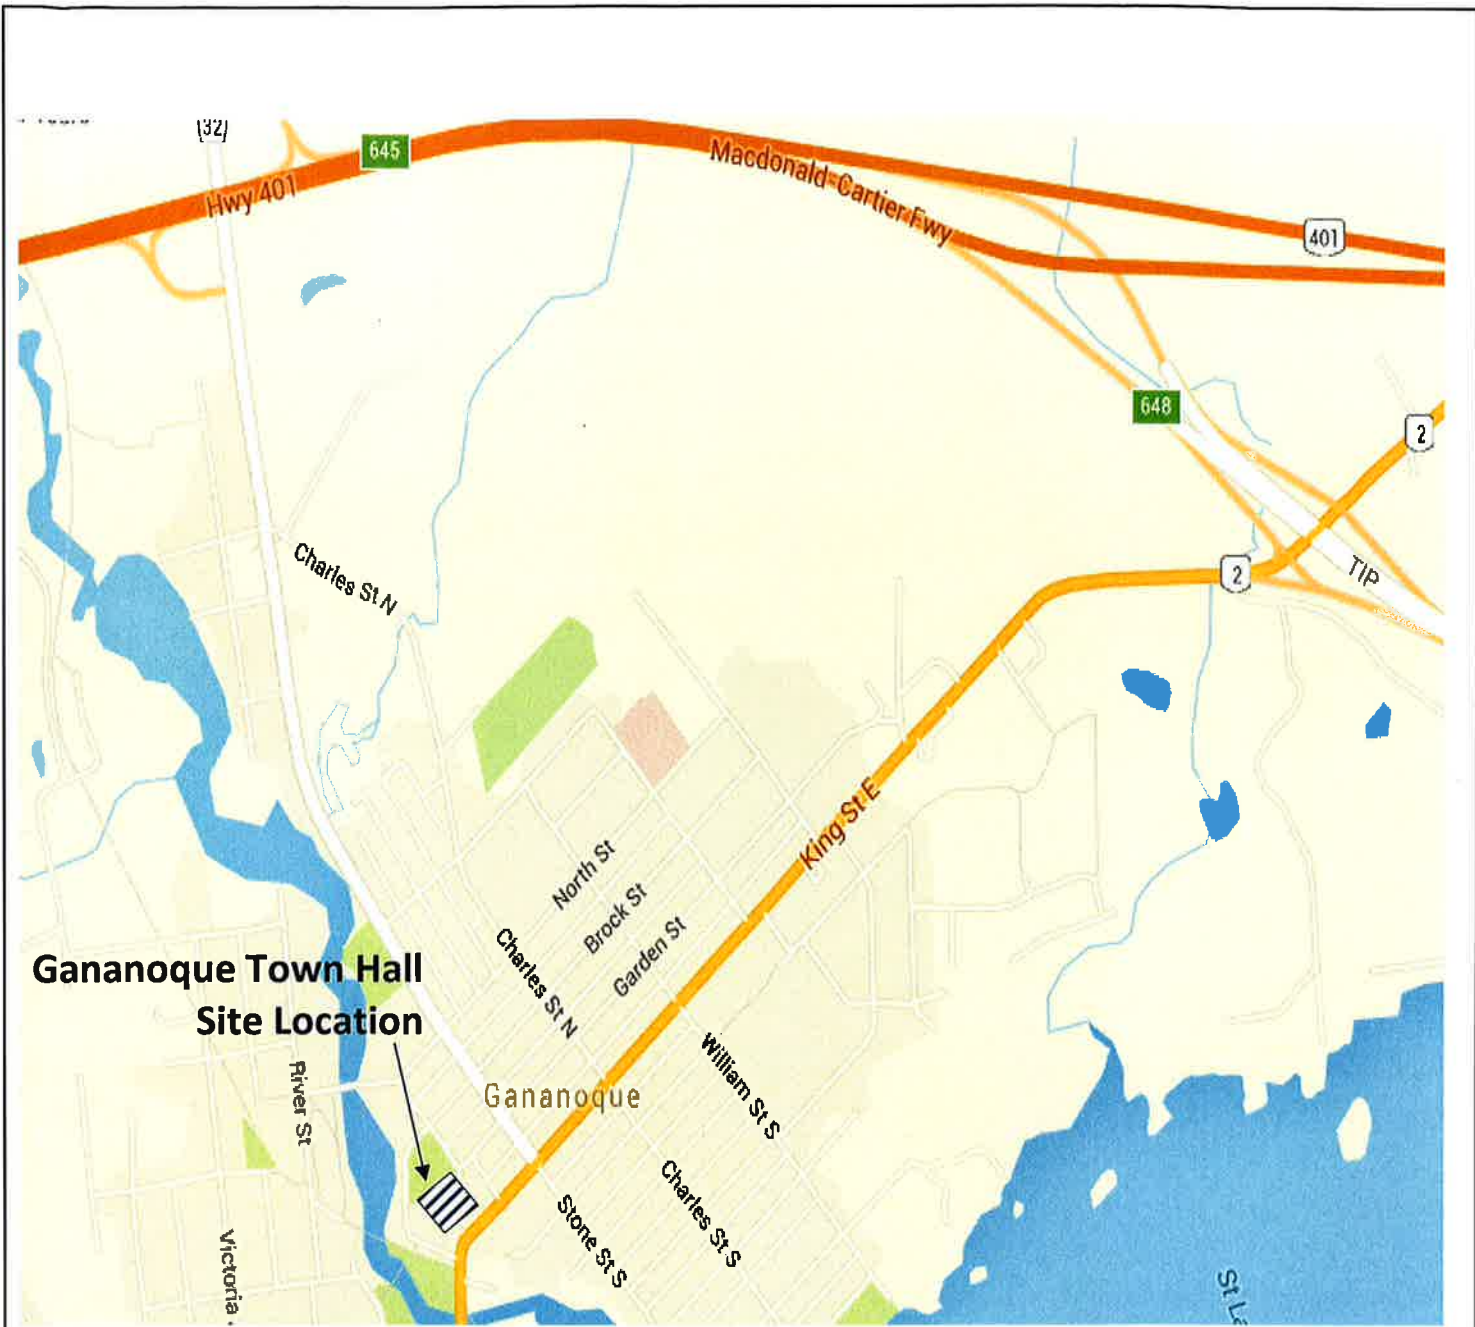 (32)
645
Hwy 401
Macdonald-Cartier Fwy
401
648
2
2
TIP
Charles St N
King St E
North St
Brock St
Garden St
Charles St N
Gananoque Town Hall
Site Location
River St
William St S
Gananoque
Charles St S
Stone St S
Victoria
St